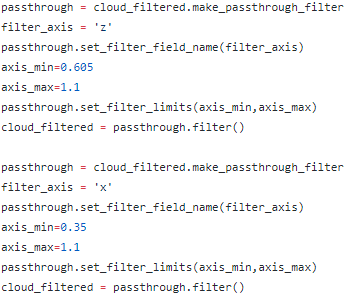 passthrough = cloud_filtered.make_passthrough_filter
filter_axis = 'z'
passthrough.set_filter_field_name(filter_axis)
axis_min=0.605
axis_max=1.1
passthrough.set_filter_limits(axis_min,axis_max)
cloud_filtered = passthrough.filter()
passthrough = cloud_filtered.make_passthrough_filter
filter_axis = 'x'
passthrough.set_filter_field_name(filter_axis)
axis_min=0.35
axis_max=1.1
passthrough.set_filter_limits(axis_min,axis_max)
cloud_filtered = passthrough.filter()